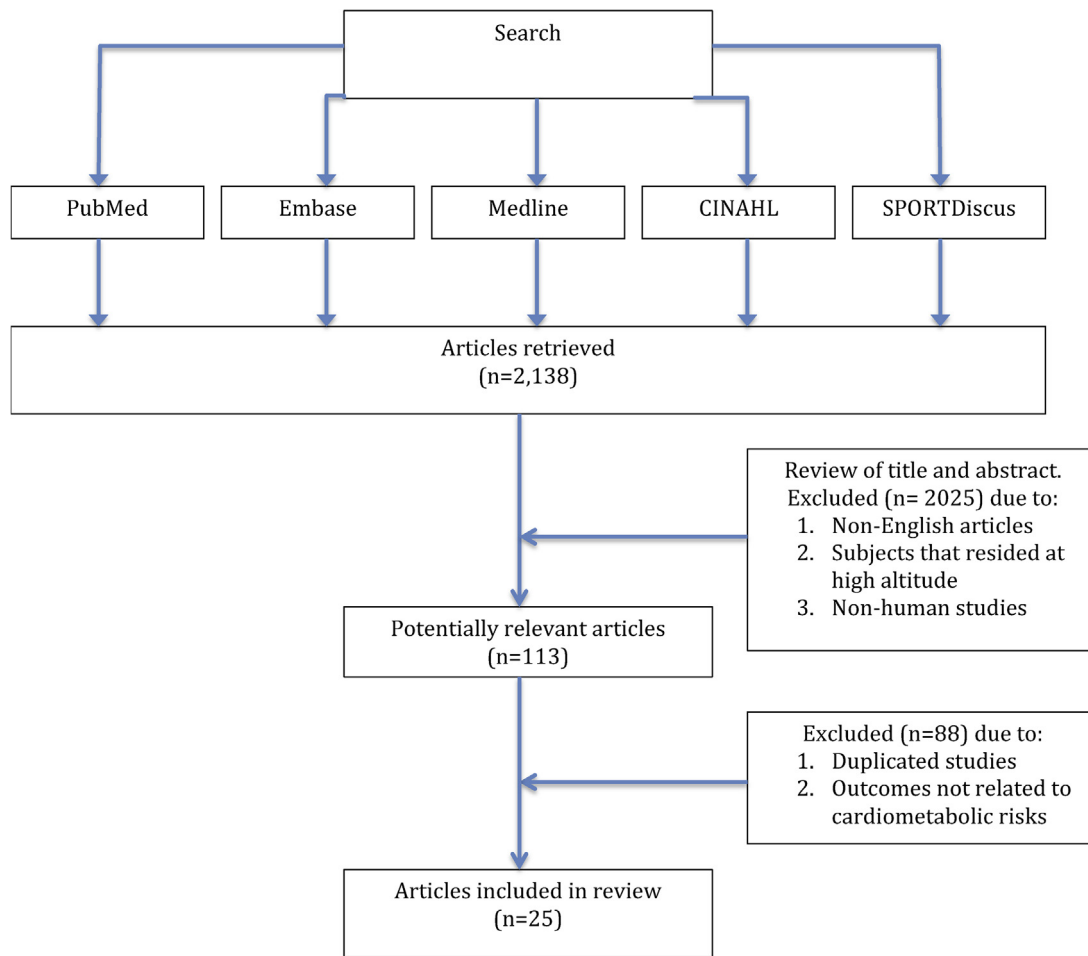 Search
PubMed
Embase
Medline
CINAHL
SPORTDiscus
Articles retrieved
(n=2,138)
Review of title and abstract.
Excluded (n= 2025) due to:
1. Non-English articles
2. Subjects that resided at
high altitude
3. Non-human studies
Potentially relevant articles
(n=113)
Excluded (n=88) due to:
1. Duplicated studies
2. Outcomes not related to
cardiometabolic risks
Articles included in review
(n=25)